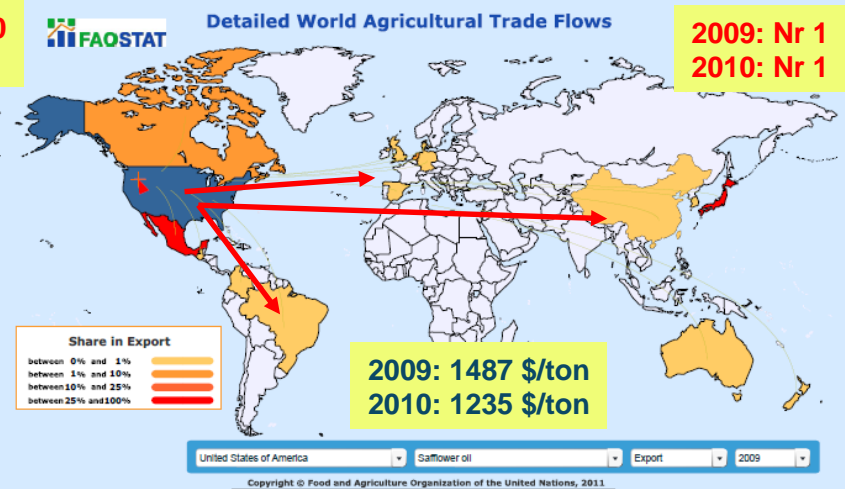 0
FAOSTAT
Detailed World Agricultural Trade Flows
2009: Nr 1
2010: Nr 1
Share in Export
between 0% and 1%
between 1% and 10%
between 10% and 25%
between 25% and100%
2009: 1487 $/ton
2010: 1235 $/ton
United States of America
Safflower oil
Export
2009
Copyright © Food and Agriculture Organization of the United Nations, 2011